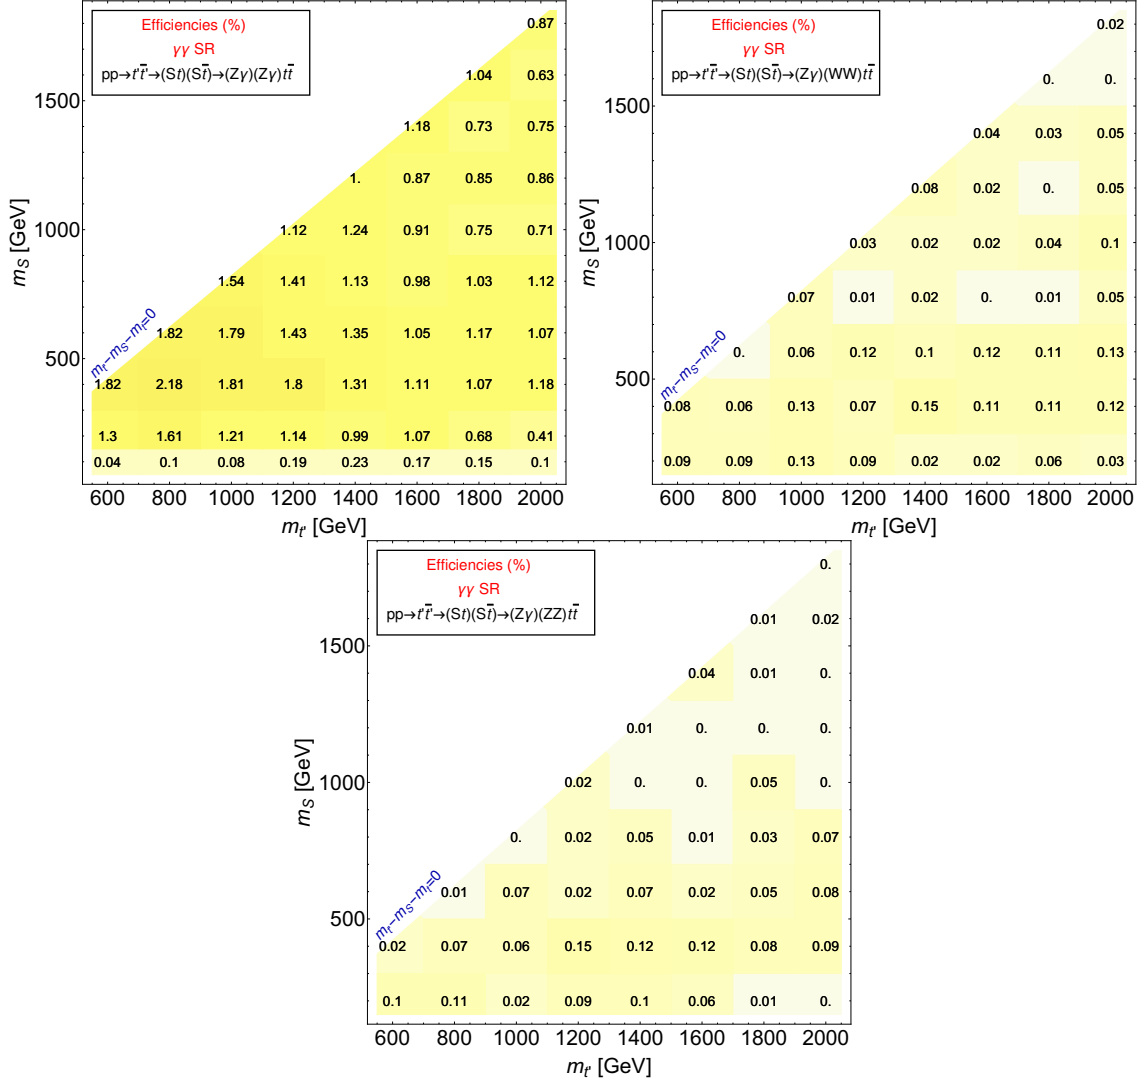 Efficiencies (%)
γγ SR
pp→t't̄'→(St)(St̄)→(Zγ)(Zγ)tt̄
0.87
1.04 0.63
1500
1.18 0.73 0.75
1. 0.87 0.85 0.86
1000
1.12 1.24 0.91 0.75 0.71
1.54 1.41 1.13 0.98 1.03 1.12
1.82 1.79 1.43 1.35 1.05 1.17 1.07
500
1.82 2.18 1.81 1.8 1.31 1.11 1.07 1.18
1.3 1.61 1.21 1.14 0.99 1.07 0.68 0.41
0.04 0.1 0.08 0.19 0.23 0.17 0.15 0.1
m_t'−m_S−m_t=0
m_S [GeV]
600 800 1000 1200 1400 1600 1800 2000
m_t' [GeV]
Efficiencies (%)
γγ SR
pp→t't̄'→(St)(St̄)→(Zγ)(WW)tt̄
0.02
0. 0.
1500
0.04 0.03 0.05
0.08 0.02 0. 0.05
1000
0.03 0.02 0.02 0.04 0.1
0.07 0.01 0.02 0. 0.01 0.05
0. 0.06 0.12 0.1 0.12 0.11 0.13
500
0.08 0.06 0.13 0.07 0.15 0.11 0.11 0.12
0.09 0.09 0.13 0.09 0.02 0.02 0.06 0.03
m_t'−m_S−m_t=0
m_S [GeV]
600 800 1000 1200 1400 1600 1800 2000
m_t' [GeV]
Efficiencies (%)
γγ SR
pp→t't̄'→(St)(St̄)→(Zγ)(ZZ)tt̄
0.
0.01 0.02
1500
0.04 0.01 0.
0.01 0. 0. 0.
1000
0.02 0. 0. 0.05 0.
0. 0.02 0.05 0.01 0.03 0.07
0.01 0.07 0.02 0.07 0.02 0.05 0.08
500
0.02 0.07 0.06 0.15 0.12 0.12 0.08 0.09
0.1 0.11 0.02 0.09 0.1 0.06 0.01 0.
m_t'−m_S−m_t=0
m_S [GeV]
600 800 1000 1200 1400 1600 1800 2000
m_t' [GeV]